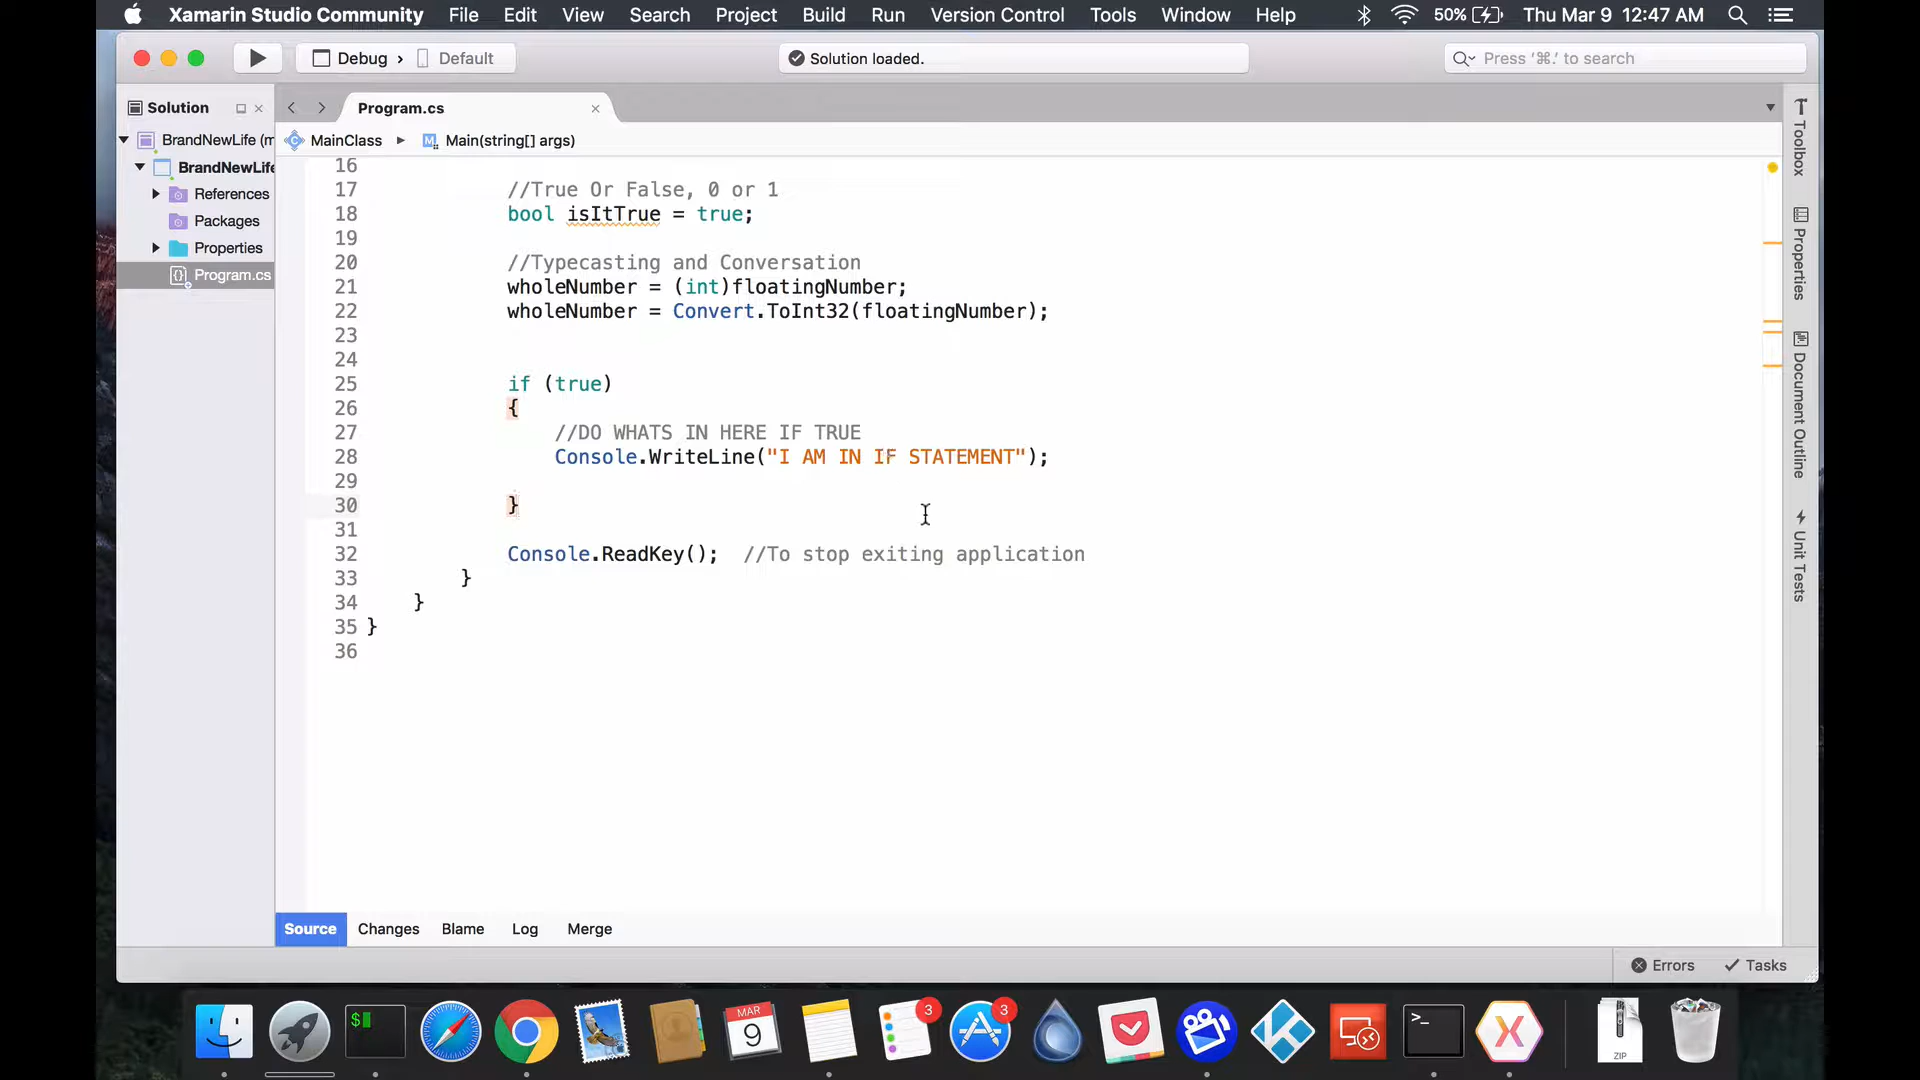 Xamarin Studio Community File Edit View Search Project Build Run Version Control Tools Window Help 50% Thu Mar 9 12:47 AM
Debug › Default
Solution loaded.
Press '⌘.' to search
Solution
BrandNewLife (m
BrandNewLife
References
Packages
Properties
Program.cs
Program.cs
MainClass ▸ Main(string[] args)
16
17 //True Or False, 0 or 1
18 bool isItTrue = true;
19
20 //Typecasting and Conversation
21 wholeNumber = (int)floatingNumber;
22 wholeNumber = Convert.ToInt32(floatingNumber);
23
24
25 if (true)
26 {
27 //DO WHATS IN HERE IF TRUE
28 Console.WriteLine("I AM IN IF STATEMENT");
29
30 }
31
32 Console.ReadKey(); //To stop exiting application
33 }
34 }
35 }
36
Toolbox
Properties
Document Outline
Unit Tests
Source Changes Blame Log Merge
Errors Tasks
$
MAR
9
3
3
>_
ZIP